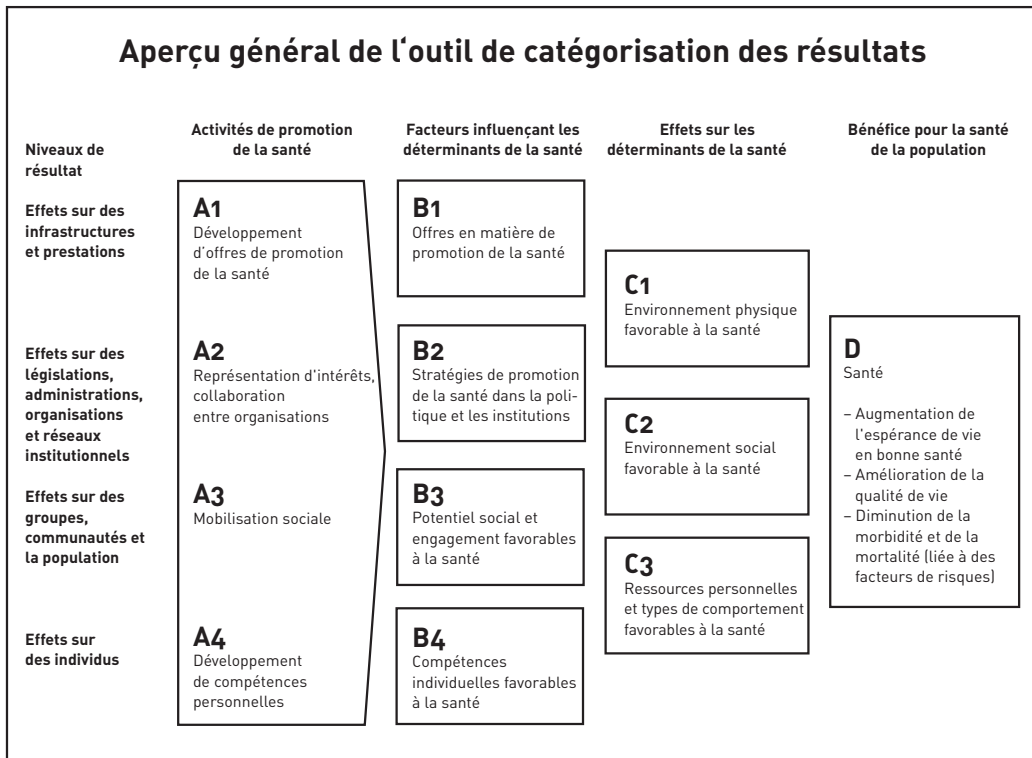 Aperçu général de l‘outil de catégorisation des résultats
Niveaux de
résultat
Activités de promotion
de la santé
Facteurs influençant les
déterminants de la santé
Effets sur les
déterminants de la santé
Bénéfice pour la santé
de la population
Effets sur des
infrastructures
et prestations
Effets sur des
législations,
administrations,
organisations
et réseaux
institutionnels
Effets sur des
groupes,
communautés et
la population
Effets sur
des individus
A1
Développement
d'offres de promotion
de la santé
A2
Représentation d'intérêts,
collaboration
entre organisations
A3
Mobilisation sociale
A4
Développement
de compétences
personnelles
B1
Offres en matière de
promotion de la santé
B2
Stratégies de promotion
de la santé dans la poli-
tique et les institutions
B3
Potentiel social et
engagement favorables
à la santé
B4
Compétences
individuelles favorables
à la santé
C1
Environnement physique
favorable à la santé
C2
Environnement social
favorable à la santé
C3
Ressources personnelles
et types de comportement
favorables à la santé
D
Santé
– Augmentation de
l'espérance de vie
en bonne santé
– Amélioration de la
qualité de vie
– Diminution de la
morbidité et de la
mortalité (liée à des
facteurs de risques)